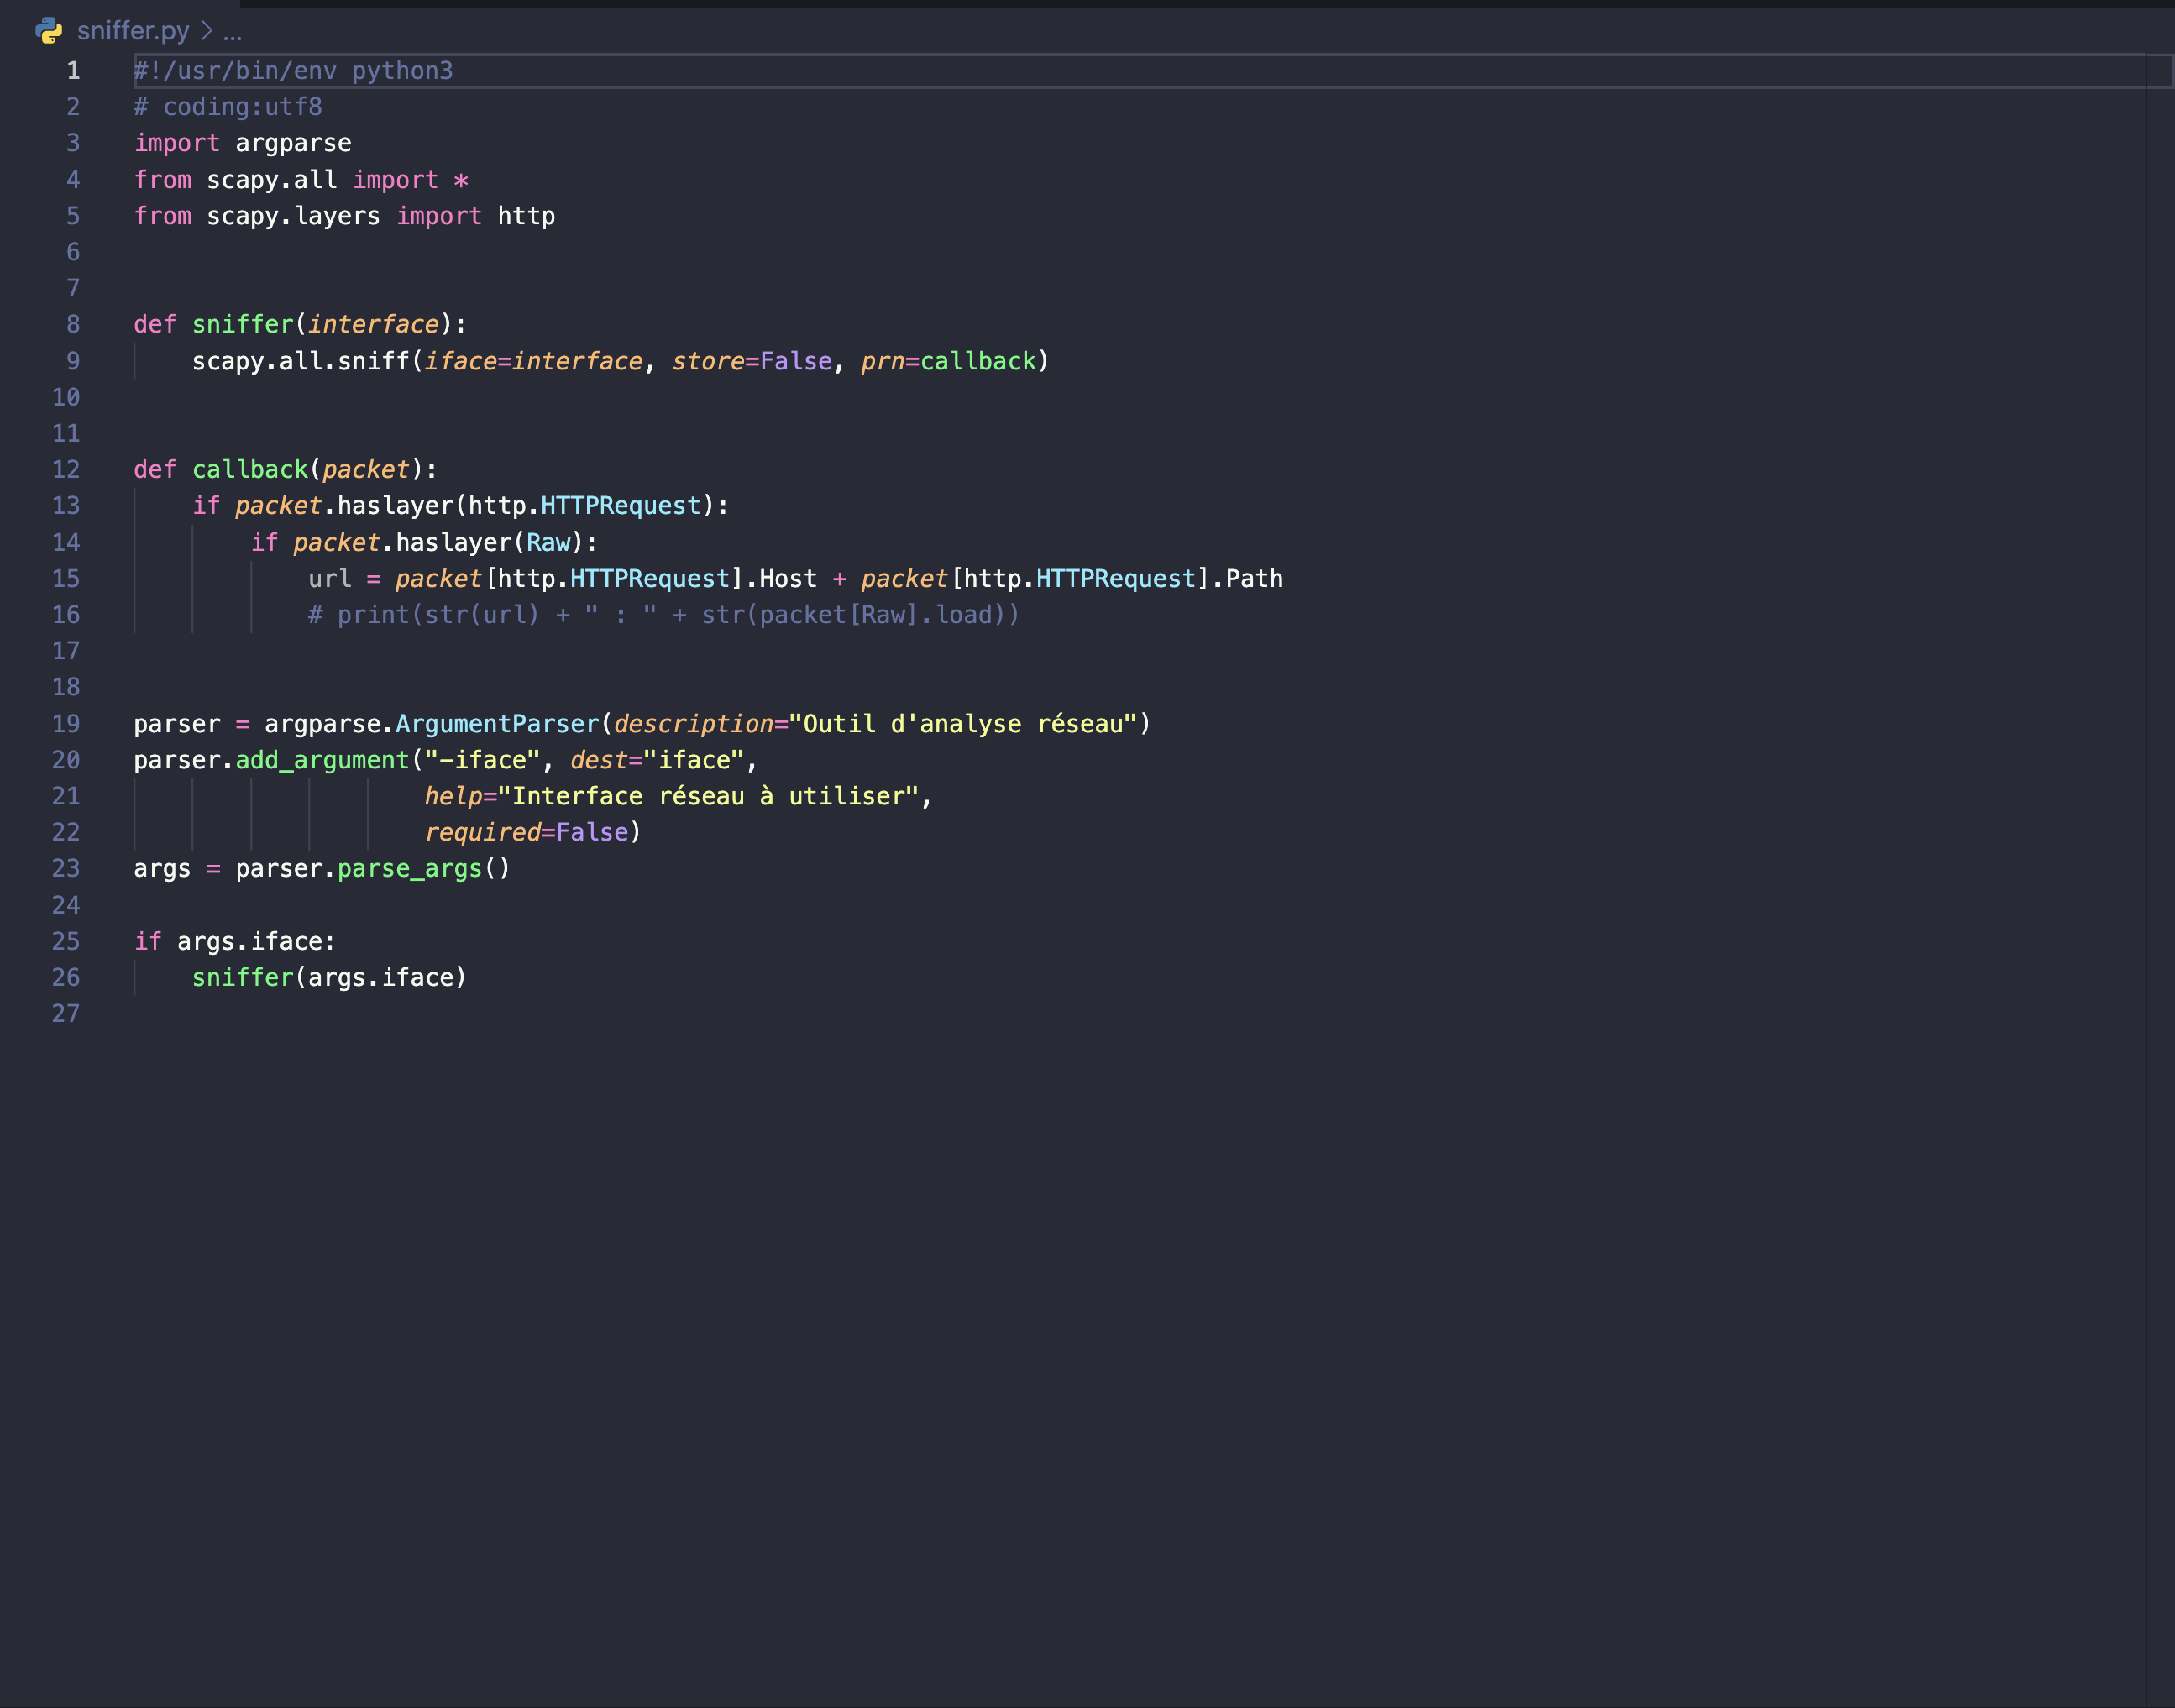 sniffer.py > ...
1 #!/usr/bin/env python3
2 # coding:utf8
3 import argparse
4 from scapy.all import *
5 from scapy.layers import http
6
7
8 def sniffer(interface):
9     scapy.all.sniff(iface=interface, store=False, prn=callback)
10
11
12 def callback(packet):
13     if packet.haslayer(http.HTTPRequest):
14         if packet.haslayer(Raw):
15             url = packet[http.HTTPRequest].Host + packet[http.HTTPRequest].Path
16             # print(str(url) + " : " + str(packet[Raw].load))
17
18
19 parser = argparse.ArgumentParser(description="Outil d'analyse réseau")
20 parser.add_argument("-iface", dest="iface",
21                     help="Interface réseau à utiliser",
22                     required=False)
23 args = parser.parse_args()
24
25 if args.iface:
26     sniffer(args.iface)
27